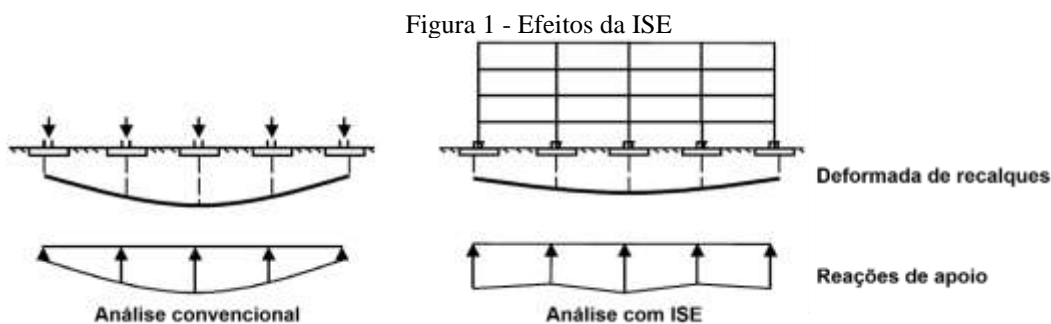 Figura 1 - Efeitos da ISE
Deformada de recalques
Reações de apoio
Análise convencional
Análise com ISE